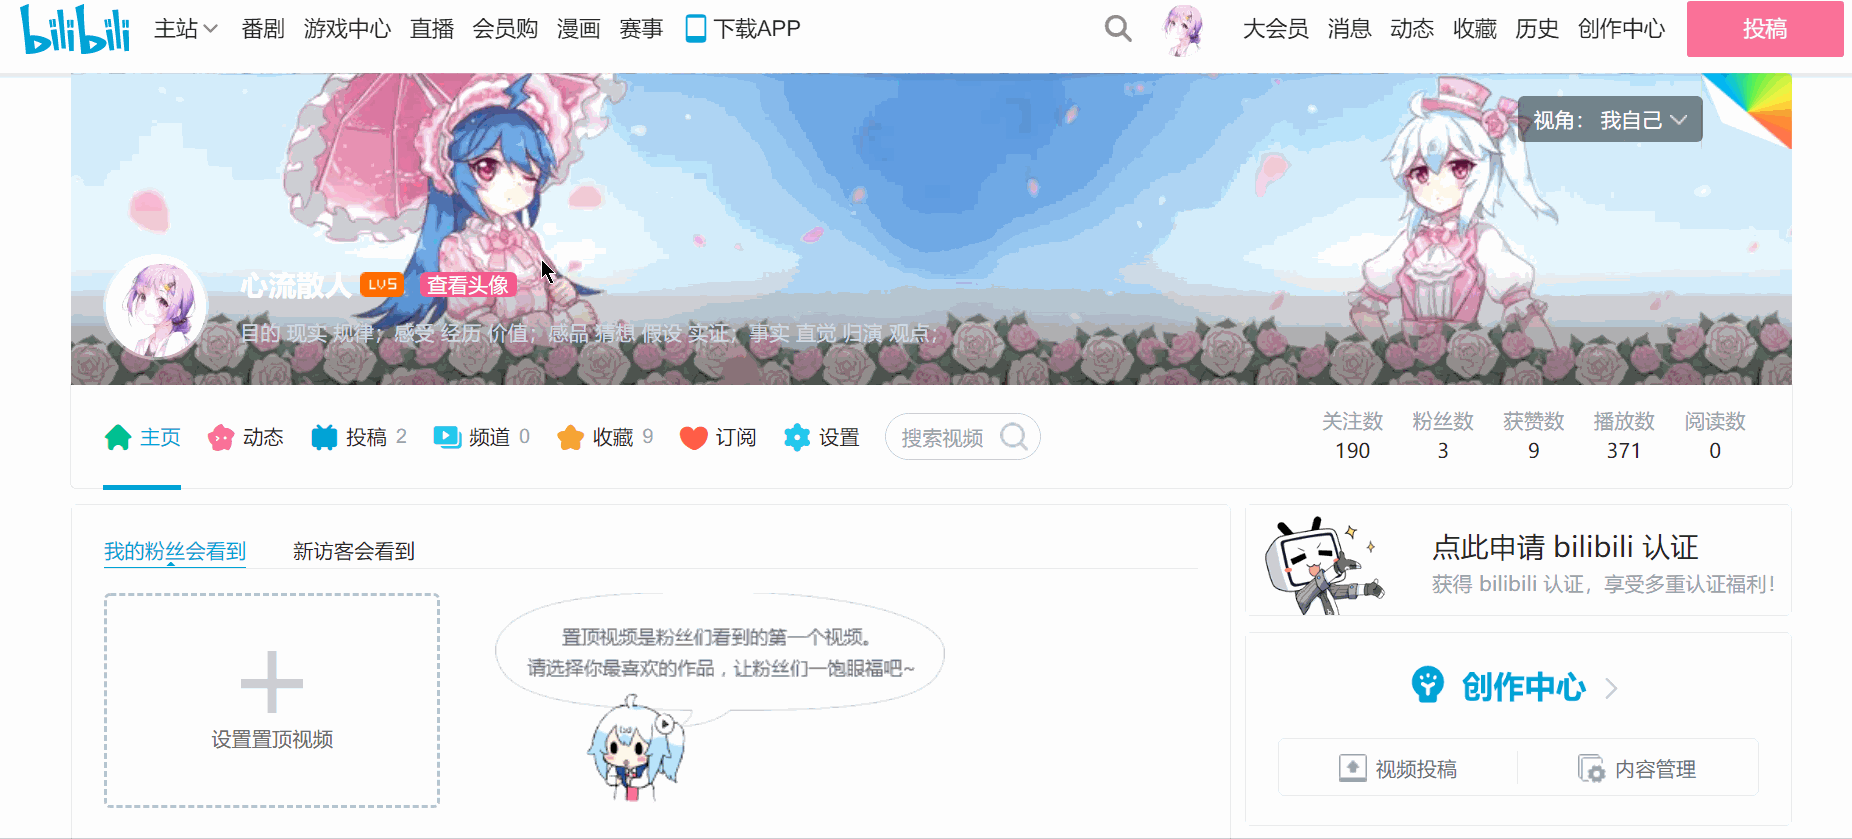 bilibili 主站 番剧 游戏中心 直播 会员购 漫画 赛事 下载APP 大会员 消息 动态 收藏 历史 创作中心 投稿
视角： 我自己
心流散人 LV5 查看头像
目的 现实 规律；感受 经历 价值；感品 猜想 假设 实证；事实 直觉 归演 观点；
主页 动态 投稿 2 频道 0 收藏 9 订阅 设置 搜索视频
关注数 粉丝数 获赞数 播放数 阅读数
190 3 9 371 0
我的粉丝会看到 新访客会看到
置顶视频是粉丝们看到的第一个视频。
请选择你最喜欢的作品，让粉丝们一饱眼福吧~
设置置顶视频
点此申请 bilibili 认证
获得 bilibili 认证，享受多重认证福利！
创作中心
视频投稿 内容管理